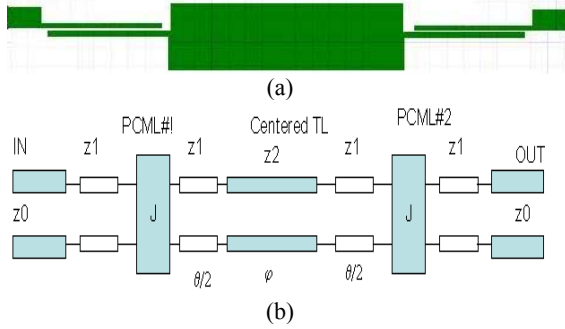 (a)
PCML#! Centered TL PCML#2
IN z1 z1 z2 z1 z1 OUT
z0 J J z0
θ/2 φ θ/2
(b)